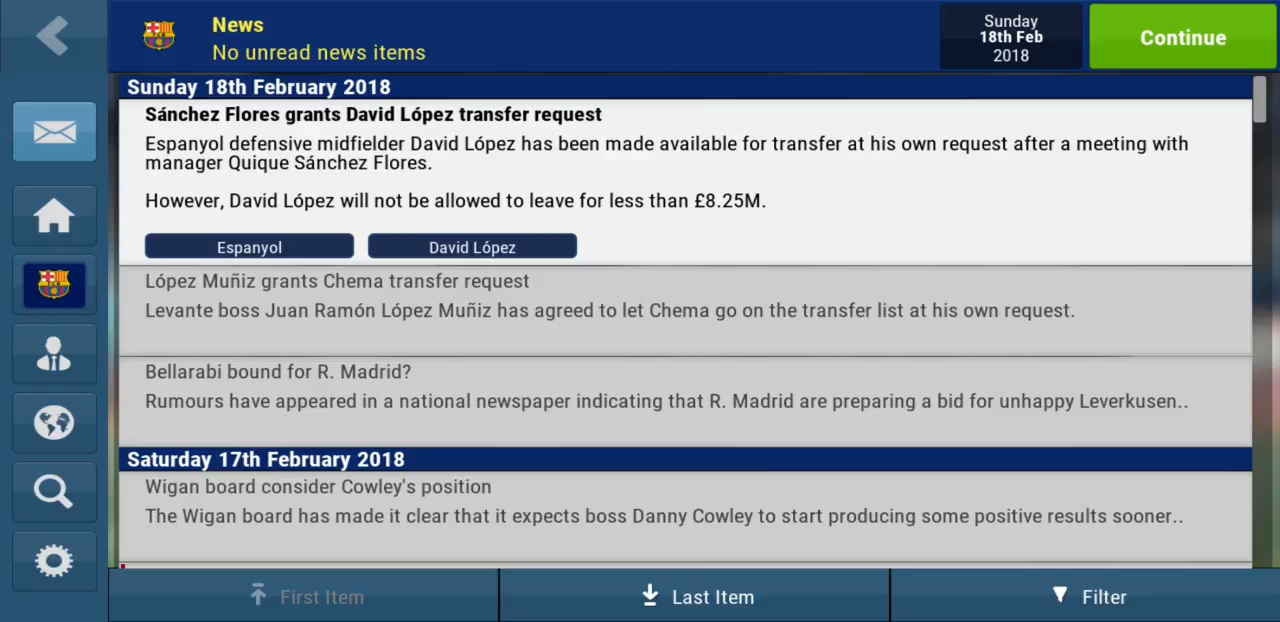 News
No unread news items
Sunday
18th Feb
2018
Continue
Sunday 18th February 2018
Sánchez Flores grants David López transfer request
Espanyol defensive midfielder David López has been made available for transfer at his own request after a meeting with
manager Quique Sánchez Flores.
However, David López will not be allowed to leave for less than £8.25M.
Espanyol
David López
López Muñiz grants Chema transfer request
Levante boss Juan Ramón López Muñiz has agreed to let Chema go on the transfer list at his own request.
Bellarabi bound for R. Madrid?
Rumours have appeared in a national newspaper indicating that R. Madrid are preparing a bid for unhappy Leverkusen..
Saturday 17th February 2018
Wigan board consider Cowley's position
The Wigan board has made it clear that it expects boss Danny Cowley to start producing some positive results sooner..
First Item
Last Item
Filter